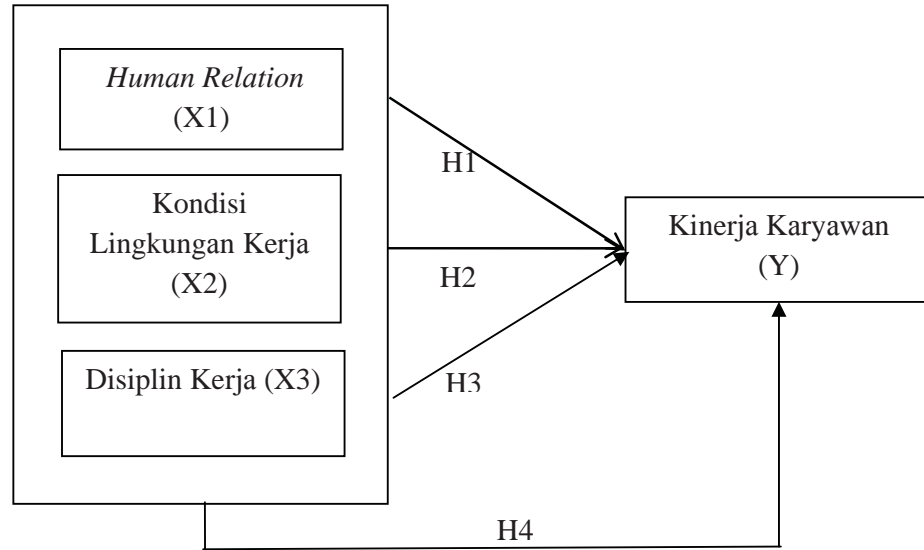 Human Relation
(X1)
Kondisi
Lingkungan Kerja
(X2)
Disiplin Kerja (X3)
H1
H2
H3
H4
Kinerja Karyawan
(Y)